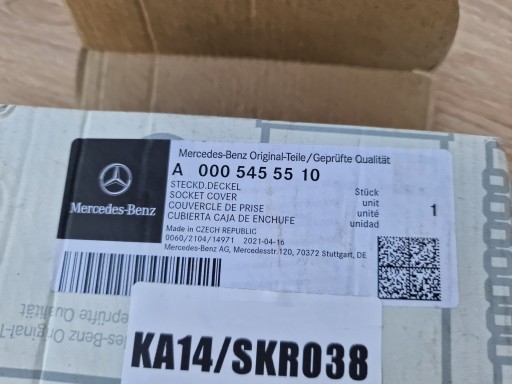 Mercedes-Benz Original-Teile/Geprüfte Qualität
A 000 545 55 10
STECKD.DECKEL
SOCKET COVER
COUVERCLE DE PRISE
CUBIERTA CAJA DE ENCHUFE
Stück
unit
unité
unidad
1
Mercedes-Benz
Made in CZECH REPUBLIC
0060/2104/14971 2021-04-16
Mercedes-Benz AG, Mercedesstr.120, 70372 Stuttgart, DE
KA14/SKR038